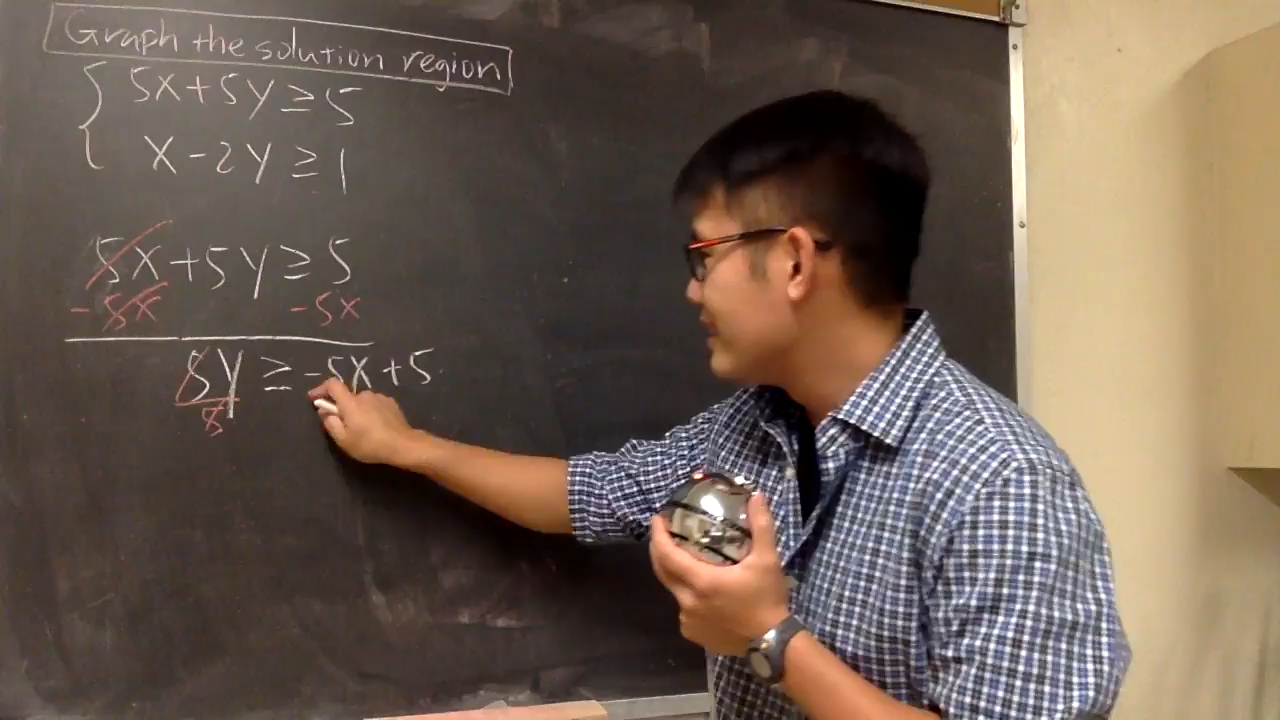 Graph the solution region
5x+5y≥5
x-2y≥1
5x+5y≥5
-5x -5x
5y ≥ -5x+5
5